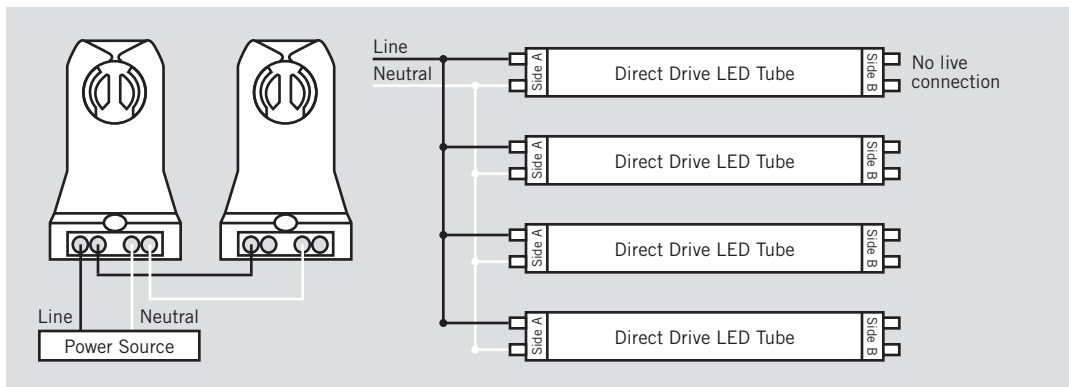 Line
Neutral
Side A
Direct Drive LED Tube
Side B
No live
connection
Side A
Direct Drive LED Tube
Side B
Side A
Direct Drive LED Tube
Side B
Side A
Direct Drive LED Tube
Side B
Line
Neutral
Power Source